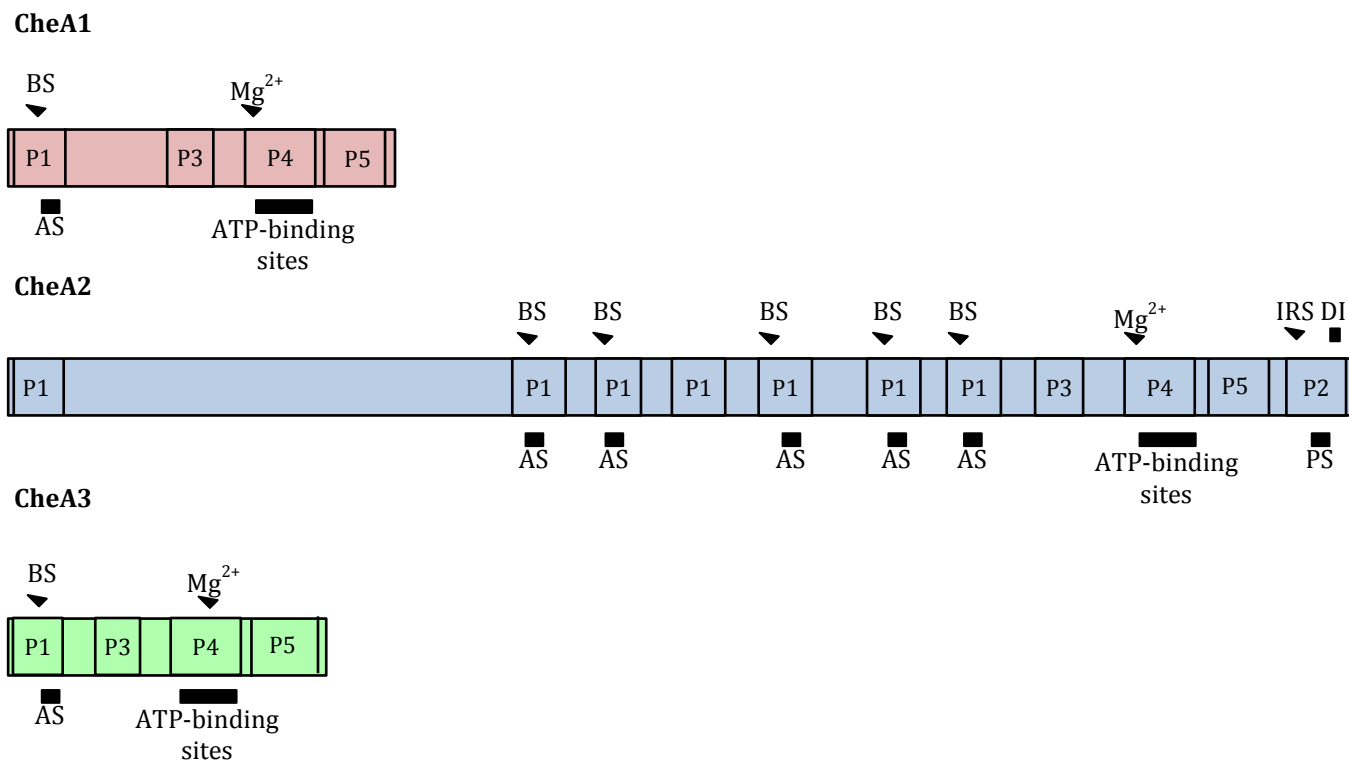 CheA1
BS Mg²⁺
P1 P3 P4 P5
AS ATP-binding
sites
CheA2
BS BS BS BS BS Mg²⁺ IRS DI
P1 P1 P1 P1 P1 P1 P1 P3 P4 P5 P2
AS AS AS AS AS ATP-binding PS
sites
CheA3
BS Mg²⁺
P1 P3 P4 P5
AS ATP-binding
sites